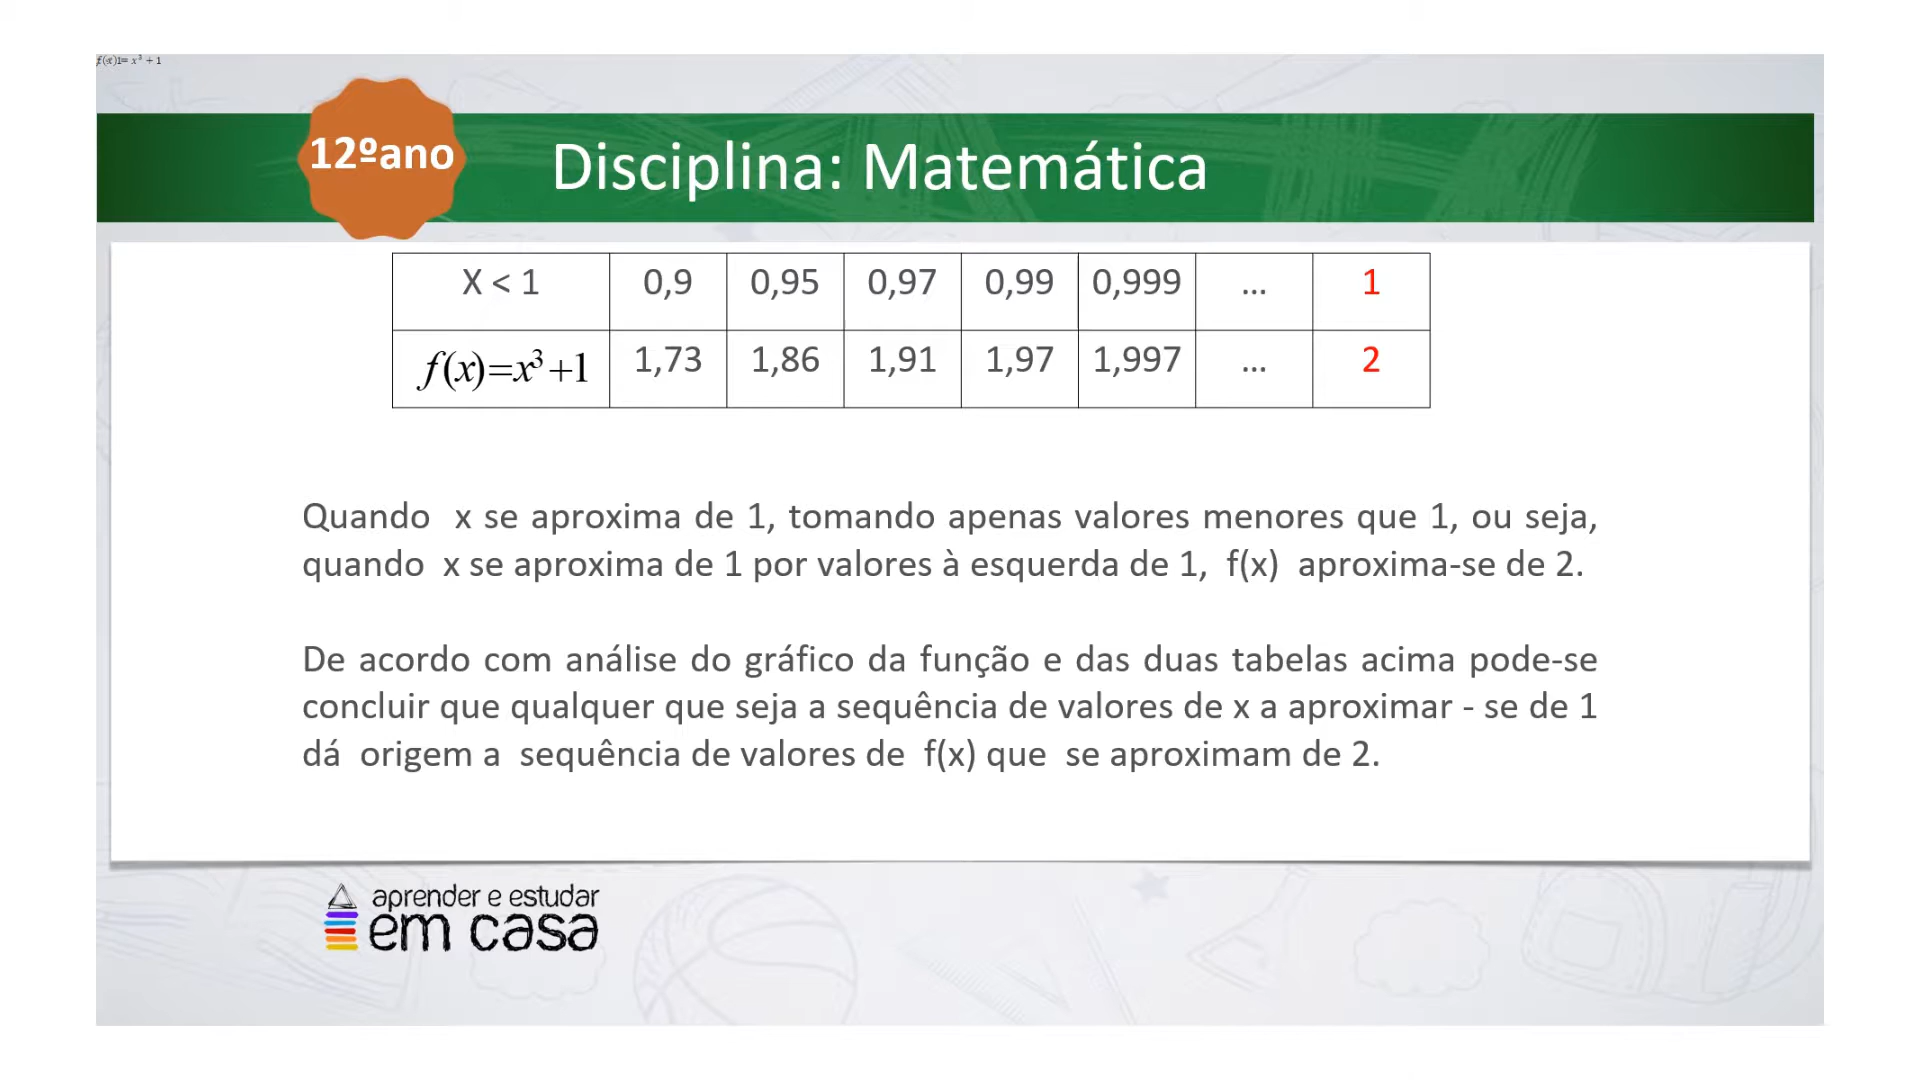 f(x)1= x³ + 1
12ºano
Disciplina: Matemática
X < 1 0,9 0,95 0,97 0,99 0,999 ... 1
f(x)=x³+1 1,73 1,86 1,91 1,97 1,997 ... 2
Quando x se aproxima de 1, tomando apenas valores menores que 1, ou seja,
quando x se aproxima de 1 por valores à esquerda de 1, f(x) aproxima-se de 2.
De acordo com análise do gráfico da função e das duas tabelas acima pode-se
concluir que qualquer que seja a sequência de valores de x a aproximar - se de 1
dá origem a sequência de valores de f(x) que se aproximam de 2.
aprender e estudar
em casa